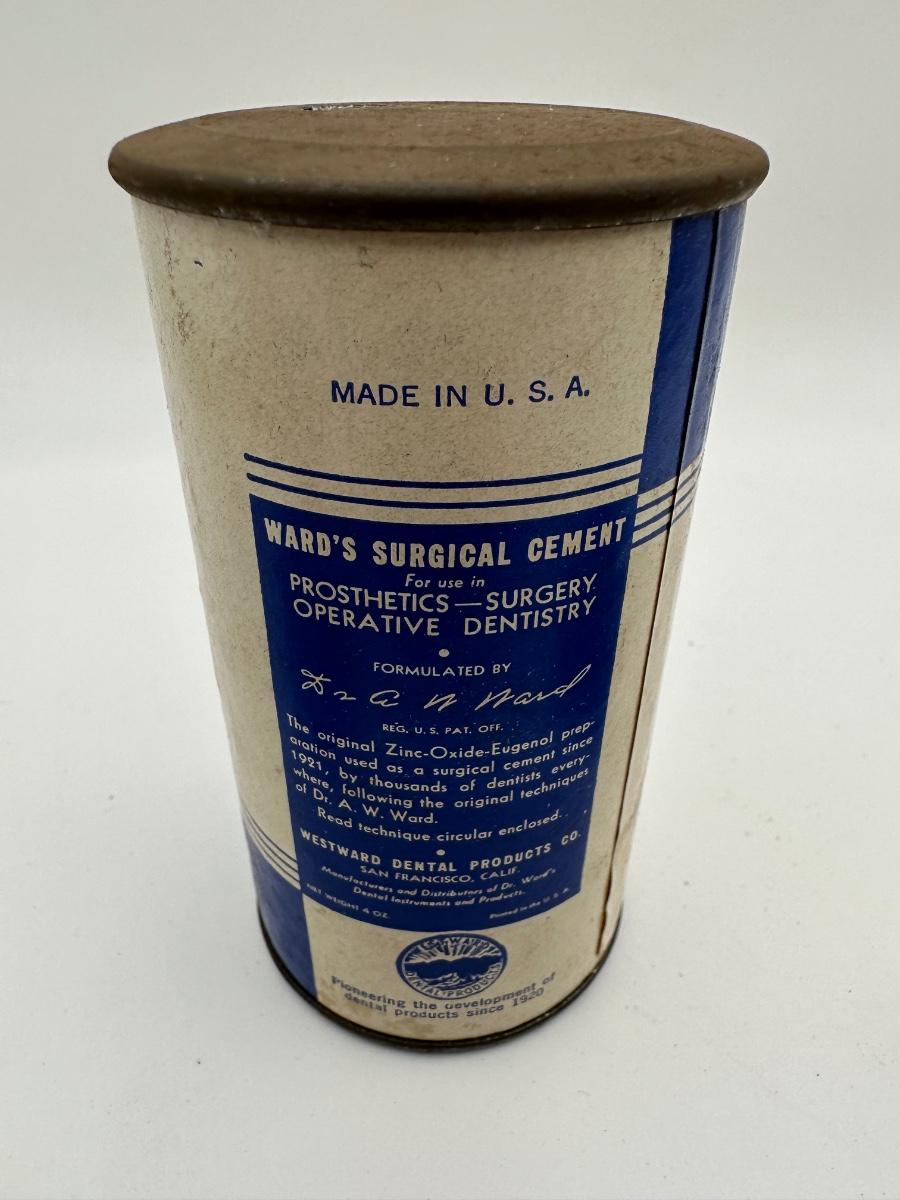 MADE IN U. S. A.
WARD'S SURGICAL CEMENT
For use in
PROSTHETICS — SURGERY
OPERATIVE DENTISTRY
•
FORMULATED BY
Dr A W Ward
REG. U. S. PAT. OFF.
The original Zinc-Oxide-Eugenol prep-
aration used as a surgical cement since
1921, by thousands of dentists every-
where, following the original techniques
of Dr. A. W. Ward.
Read technique circular enclosed.
•
WESTWARD DENTAL PRODUCTS CO.
SAN FRANCISCO, CALIF.
Manufacturers and Distributors of Dr. Ward's
Dental Instruments and Products.
NET WEIGHT 4 OZ.
Printed in the U. S. A.
WESTWARD
DENTAL PRODUCTS
Pioneering the development of
dental products since 1920